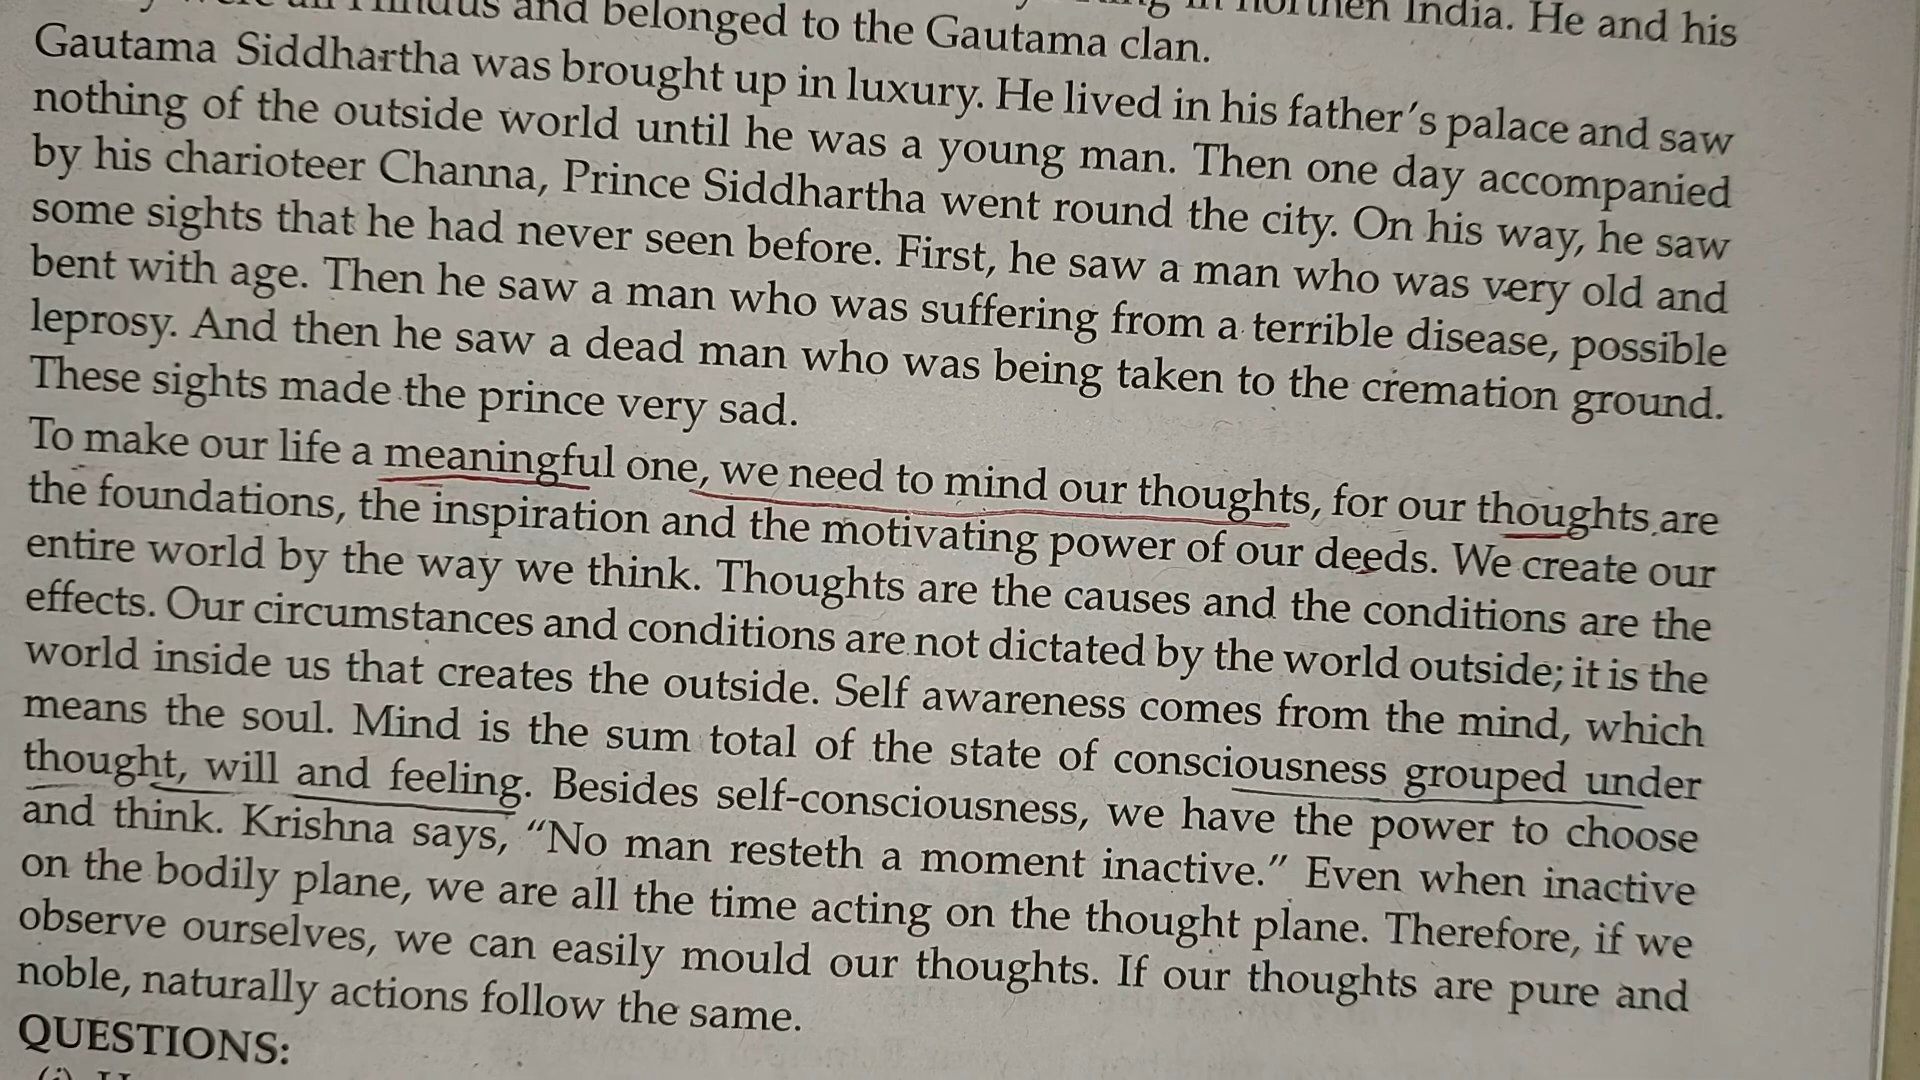 in northen India. He and his
and belonged to the Gautama clan.
Gautama Siddhartha was brought up in luxury. He lived in his father's palace and saw
nothing of the outside world until he was a young man. Then one day accompanied
by his charioteer Channa, Prince Siddhartha went round the city. On his way, he saw
some sights that he had never seen before. First, he saw a man who was very old and
bent with age. Then he saw a man who was suffering from a terrible disease, possible
leprosy. And then he saw a dead man who was being taken to the cremation ground.
These sights made the prince very sad.
To make our life a meaningful one, we need to mind our thoughts, for our thoughts are
the foundations, the inspiration and the motivating power of our deeds. We create our
entire world by the way we think. Thoughts are the causes and the conditions are the
effects. Our circumstances and conditions are not dictated by the world outside; it is the
world inside us that creates the outside. Self awareness comes from the mind, which
means the soul. Mind is the sum total of the state of consciousness grouped under
thought, will and feeling. Besides self-consciousness, we have the power to choose
and think. Krishna says, "No man resteth a moment inactive." Even when inactive
on the bodily plane, we are all the time acting on the thought plane. Therefore, if we
observe ourselves, we can easily mould our thoughts. If our thoughts are pure and
noble, naturally actions follow the same.
QUESTIONS:
(i)